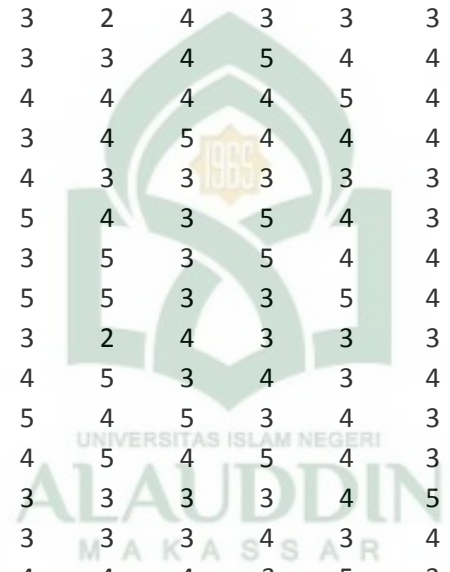 3 2 4 3 3 3
3 3 4 5 4 4
4 4 4 4 5 4
3 4 5 4 4 4
4 3 3 3 3 3
1965
5 4 3 5 4 3
3 5 3 5 4 4
5 5 3 3 5 4
3 2 4 3 3 3
4 5 3 4 3 4
5 4 5 3 4 3
UNIVERSITAS ISLAM NEGERI
4 5 4 5 4 3
ALAUDDIN
3 3 3 3 4 5
3 3 3 4 3 4
MAKASSAR